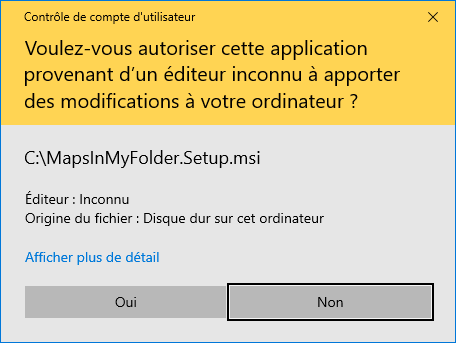 Contrôle de compte d'utilisateur
Voulez-vous autoriser cette application
provenant d’un éditeur inconnu à apporter
des modifications à votre ordinateur ?
C:\MapsInMyFolder.Setup.msi
Éditeur : Inconnu
Origine du fichier : Disque dur sur cet ordinateur
Afficher plus de détail
Oui
Non